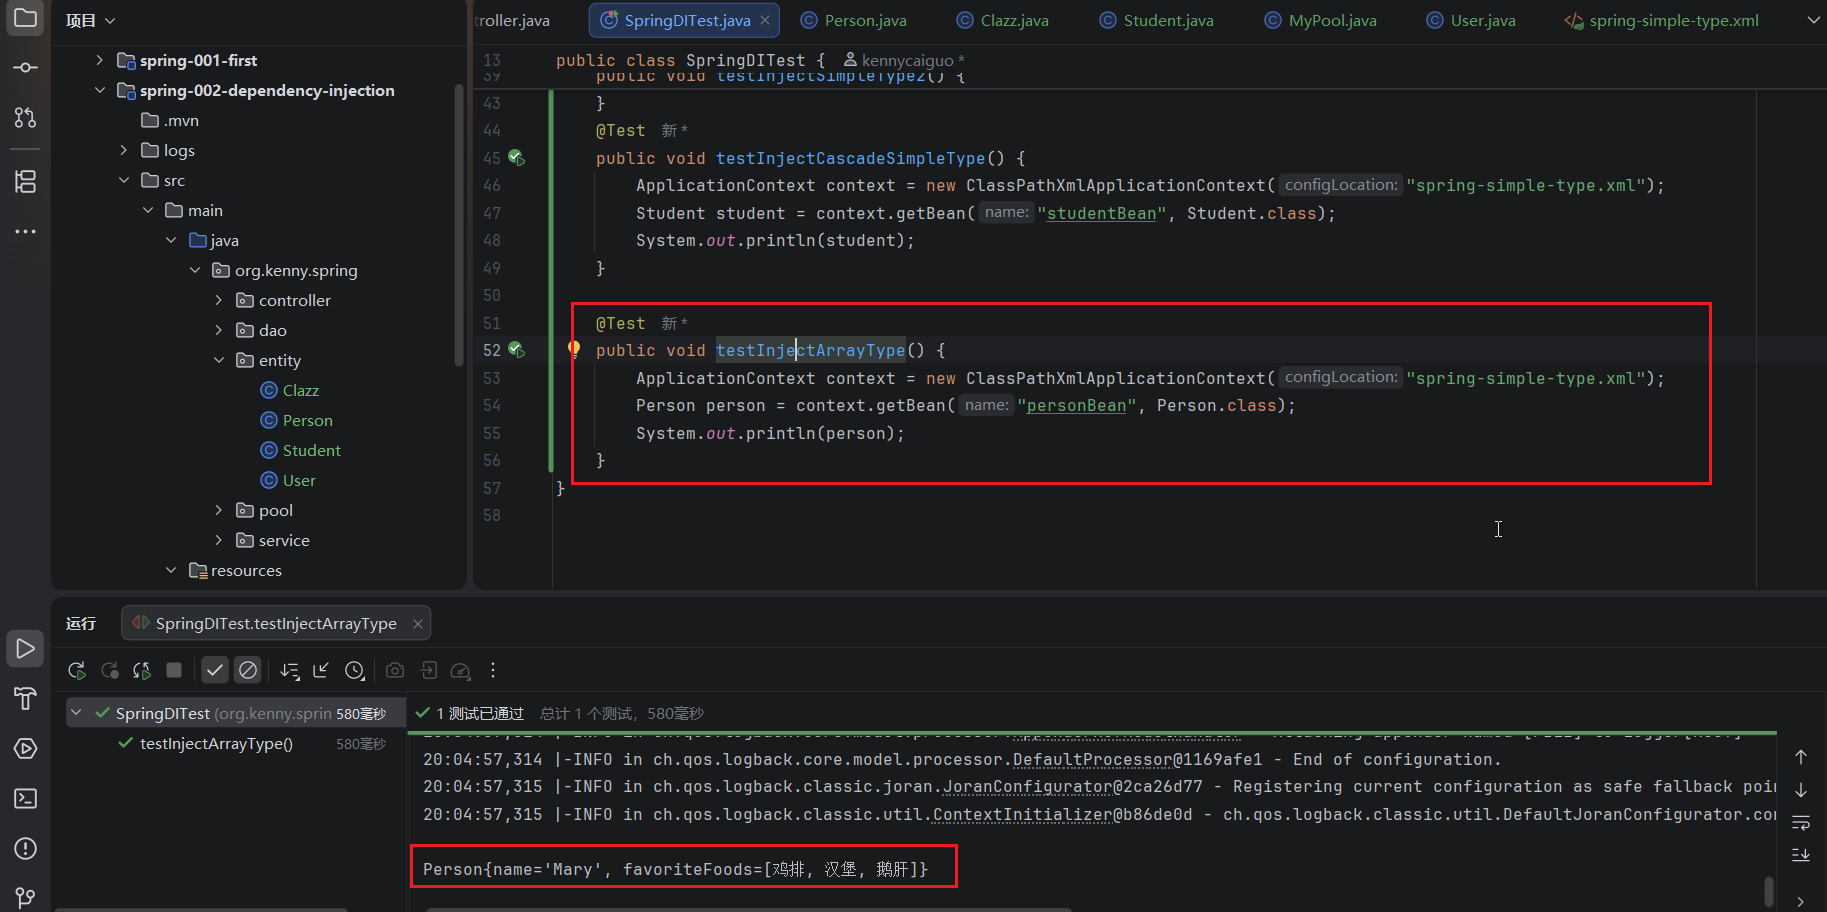 项目
troller.java
SpringDITest.java
Person.java
Clazz.java
Student.java
MyPool.java
User.java
spring-simple-type.xml
spring-001-first
spring-002-dependency-injection
.mvn
logs
src
main
java
org.kenny.spring
controller
dao
entity
Clazz
Person
Student
User
pool
service
resources
13 public class SpringDITest { kennycaiguo *
39 public void testInjectSimpleType2() {
43 }
44 @Test 新 *
45 public void testInjectCascadeSimpleType() {
46 ApplicationContext context = new ClassPathXmlApplicationContext( configLocation: "spring-simple-type.xml");
47 Student student = context.getBean( name: "studentBean", Student.class);
48 System.out.println(student);
49 }
50
51 @Test 新 *
52 public void testInjectArrayType() {
53 ApplicationContext context = new ClassPathXmlApplicationContext( configLocation: "spring-simple-type.xml");
54 Person person = context.getBean( name: "personBean", Person.class);
55 System.out.println(person);
56 }
57 }
58
运行
SpringDITest.testInjectArrayType
SpringDITest (org.kenny.sprin 580毫秒
testInjectArrayType() 580毫秒
1 测试已通过 总计 1 个测试, 580毫秒
20:04:57,314 |-INFO in ch.qos.logback.core.model.processor.DefaultProcessor@1169afe1 - End of configuration.
20:04:57,315 |-INFO in ch.qos.logback.classic.joran.JoranConfigurator@2ca26d77 - Registering current configuration as safe fallback poin
20:04:57,315 |-INFO in ch.qos.logback.classic.util.ContextInitializer@b86de0d - ch.qos.logback.classic.util.DefaultJoranConfigurator.con
Person{name='Mary', favoriteFoods=[鸡排, 汉堡, 鹅肝]}